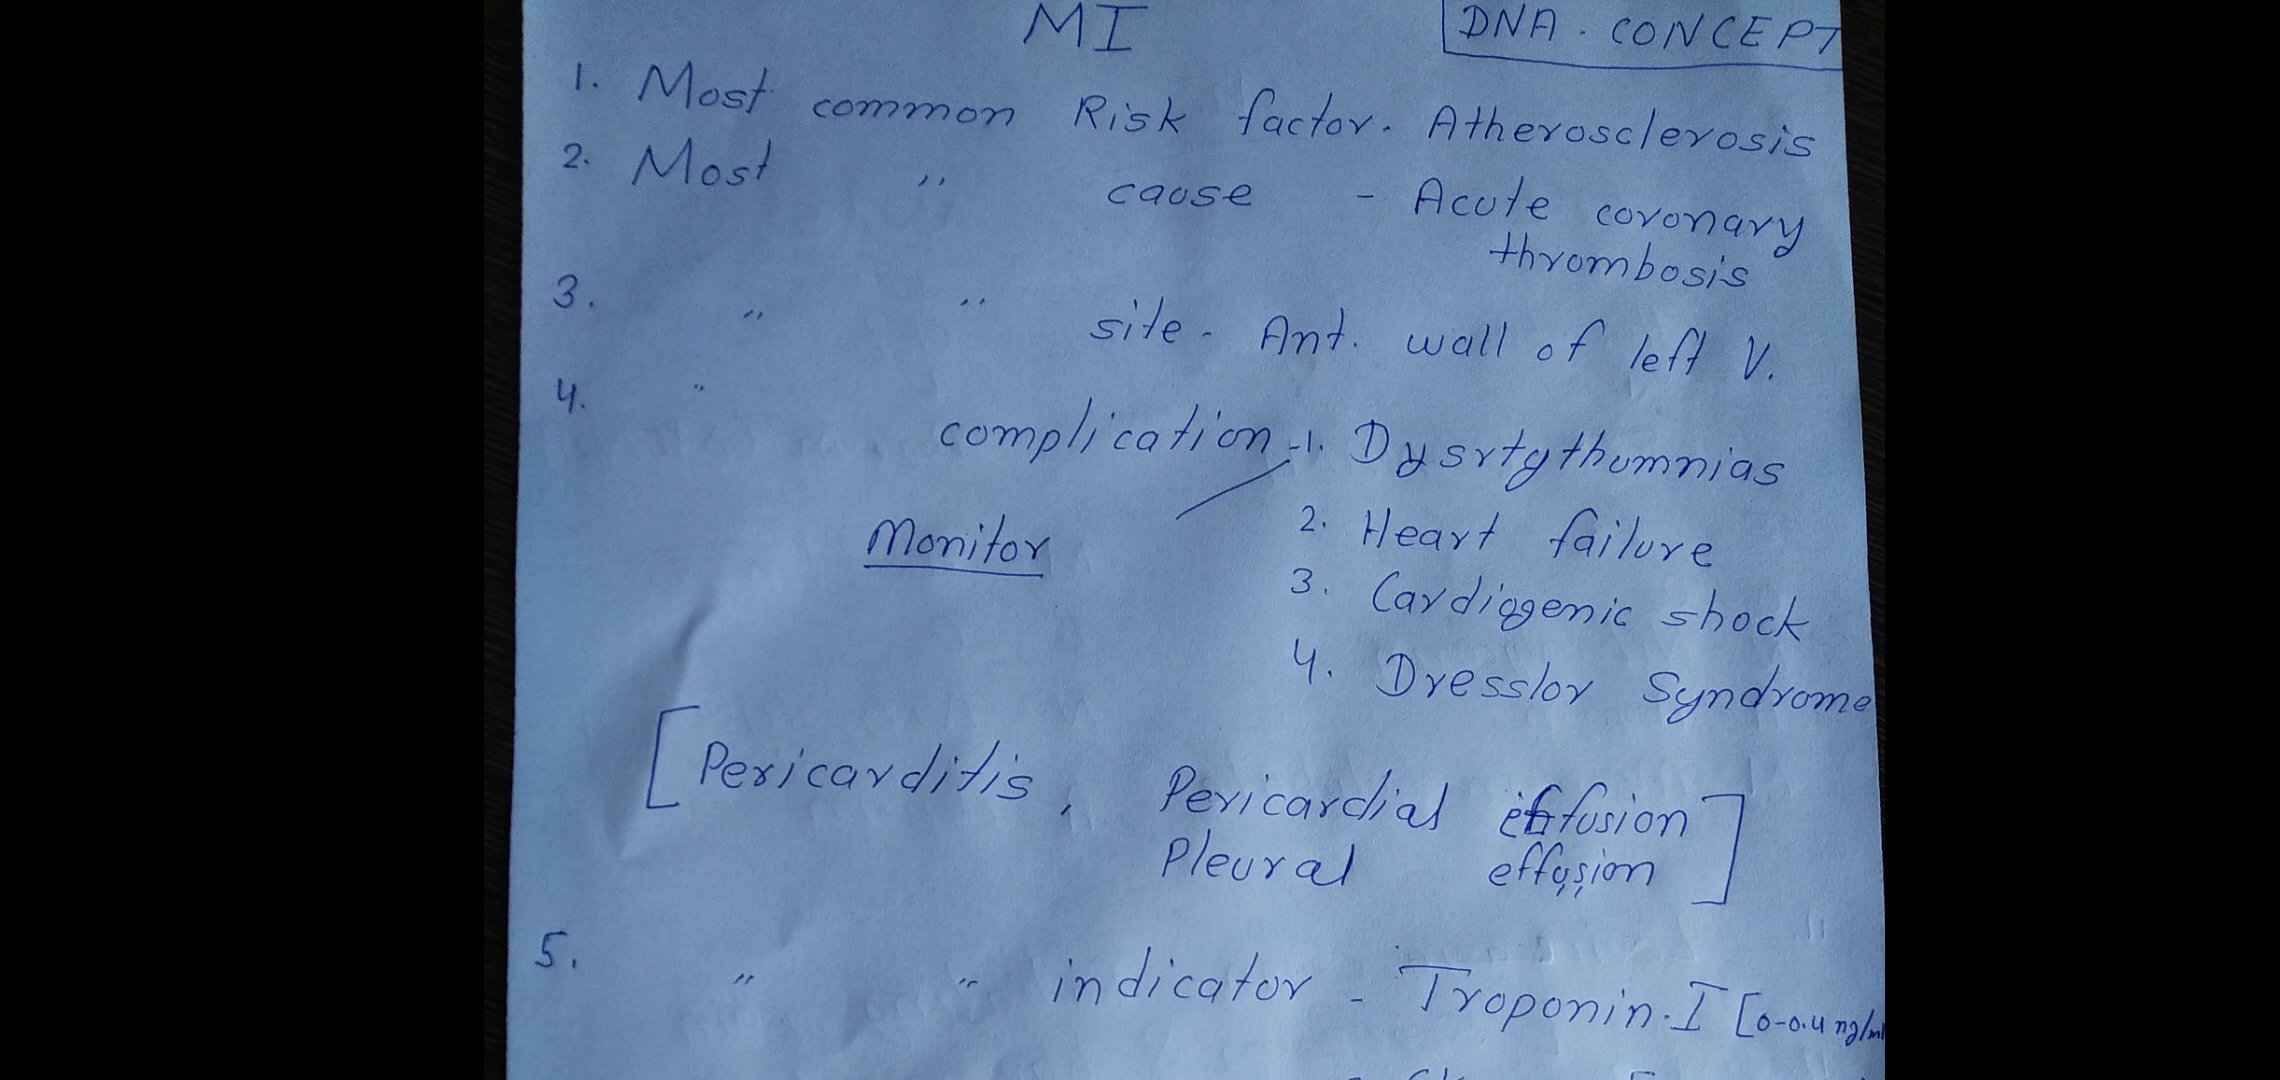 MI
DNA . CONCEPT
1. Most common Risk factor. Atherosclerosis
2. Most " cause - Acute coronary
thrombosis
3. " " site - Ant. wall of left V.
4. " complication -1. Dysrtythomnias
Monitor
2. Heart failure
3. Cardiogenic shock
4. Dresslor Syndrome
[Pericarditis, Pericardial effusion
Pleural effusion]
5. " " indicator - Troponin-I [0-0.4 ng/ml